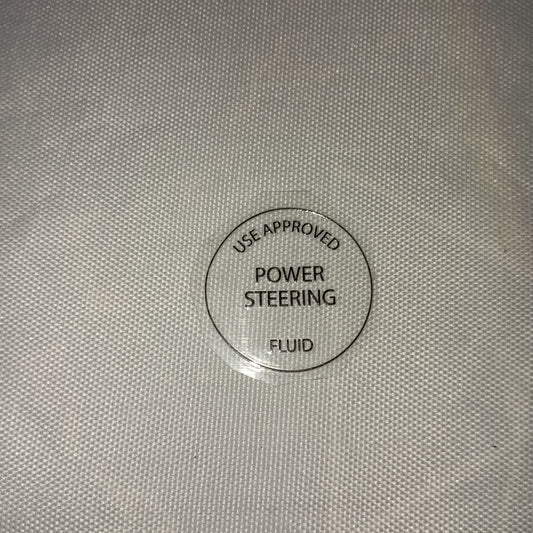 USE APPROVED
POWER
STEERING
FLUID